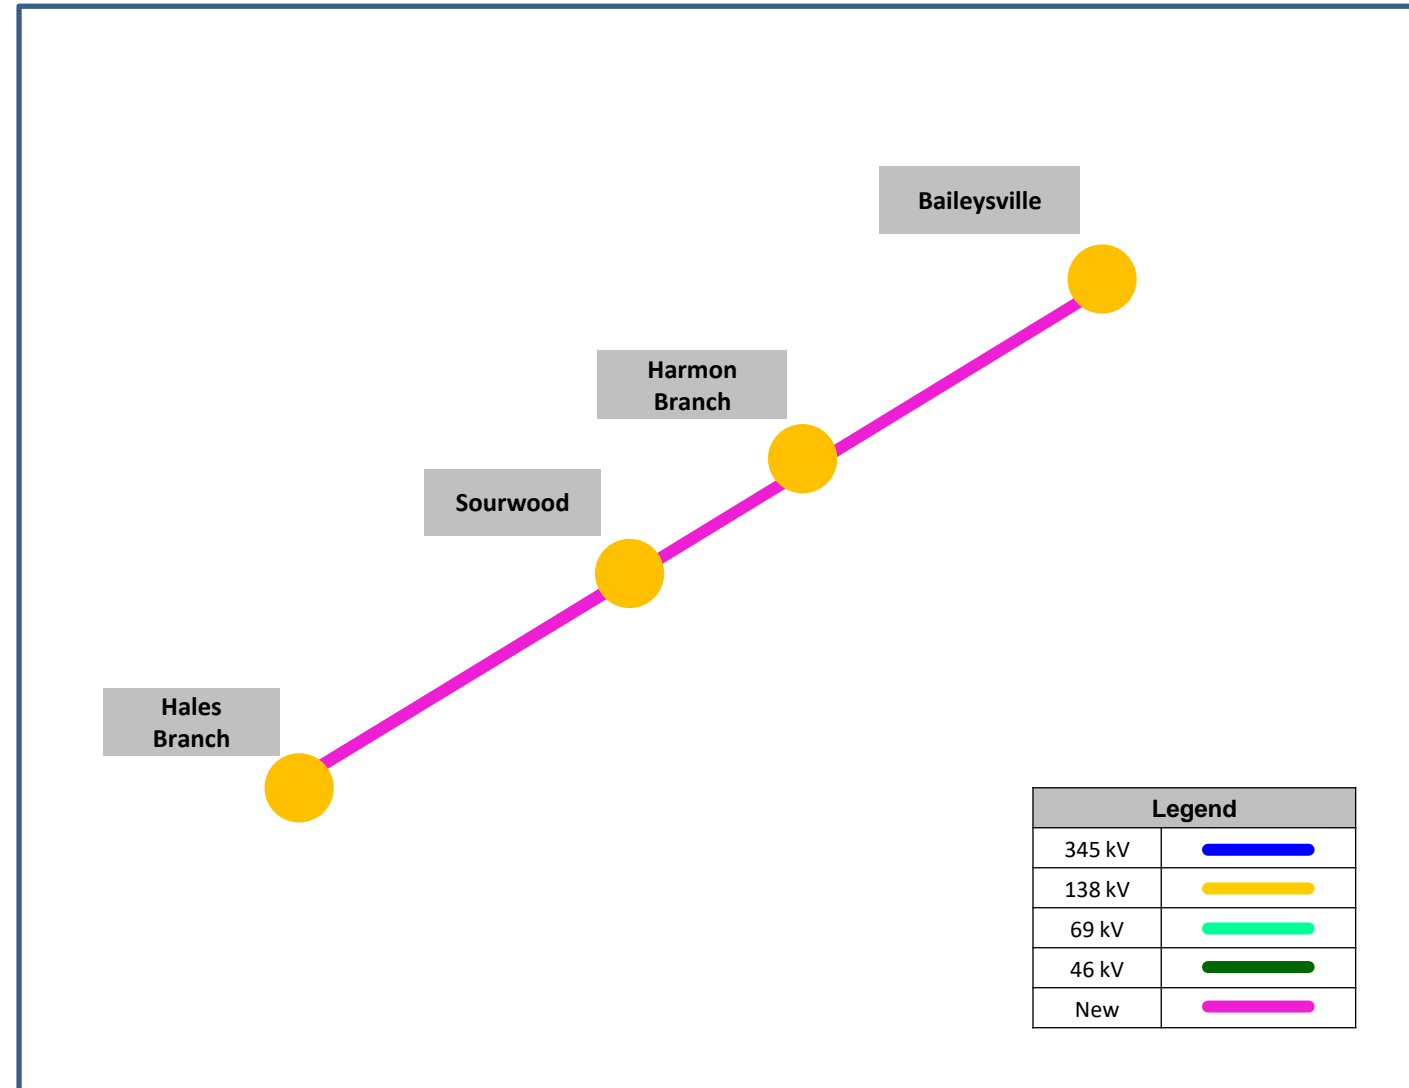 Baileysville
Harmon
Branch
Sourwood
Hales
Branch
Legend
345 kV
138 kV
69 kV
46 kV
New